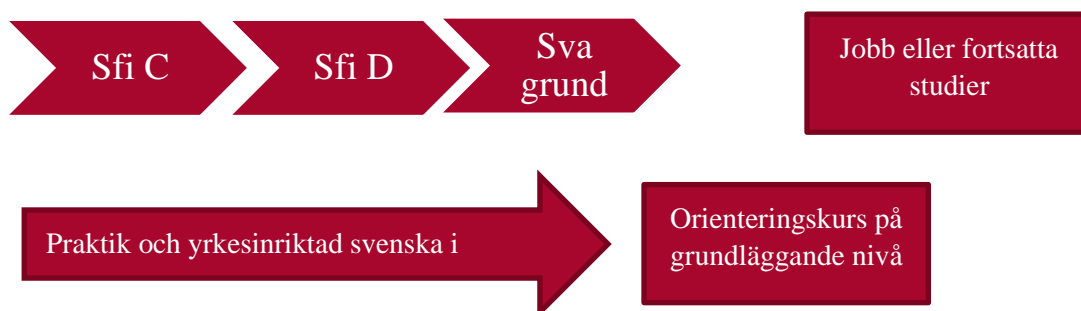 Sfi C
Sfi D
Sva
grund
Jobb eller fortsatta
studier
Praktik och yrkesinriktad svenska i
Orienteringskurs på
grundläggande nivå